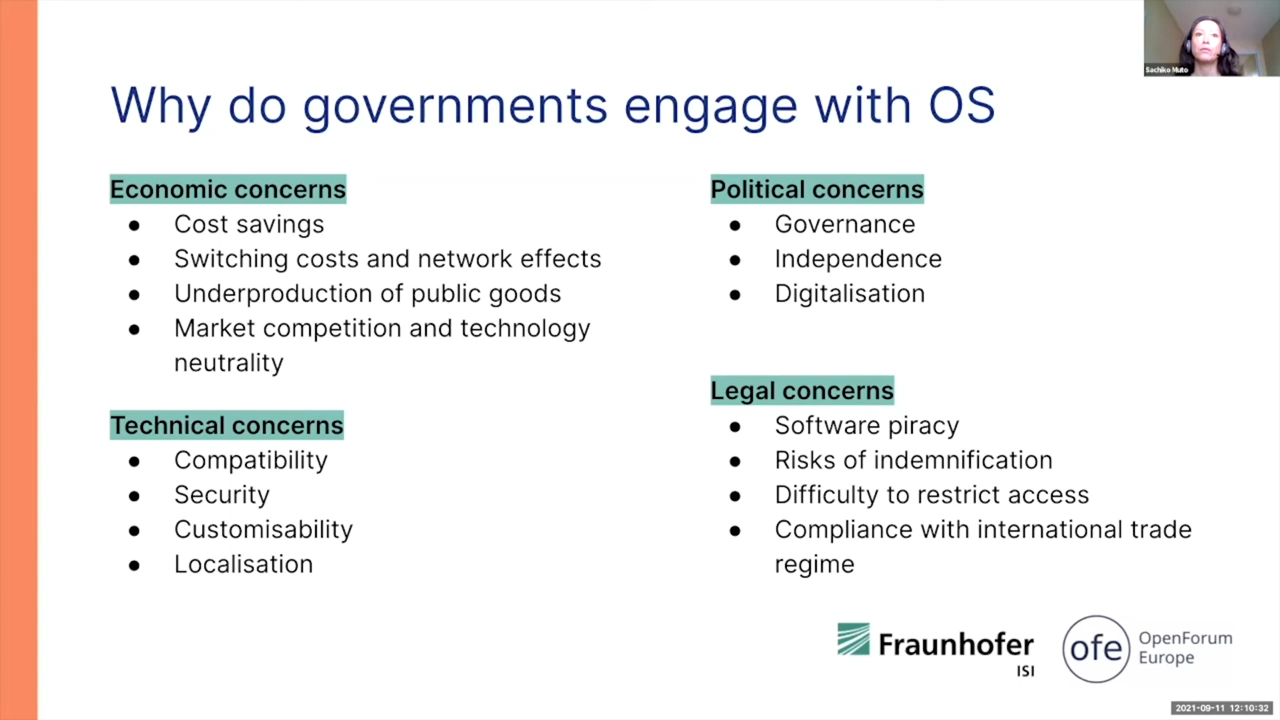 Sachiko Muto
Why do governments engage with OS
Economic concerns
● Cost savings
● Switching costs and network effects
● Underproduction of public goods
● Market competition and technology
neutrality
Technical concerns
● Compatibility
● Security
● Customisability
● Localisation
Political concerns
● Governance
● Independence
● Digitalisation
Legal concerns
● Software piracy
● Risks of indemnification
● Difficulty to restrict access
● Compliance with international trade
regime
Fraunhofer
ISI
ofe
OpenForum
Europe
2021-09-11 12:10:32